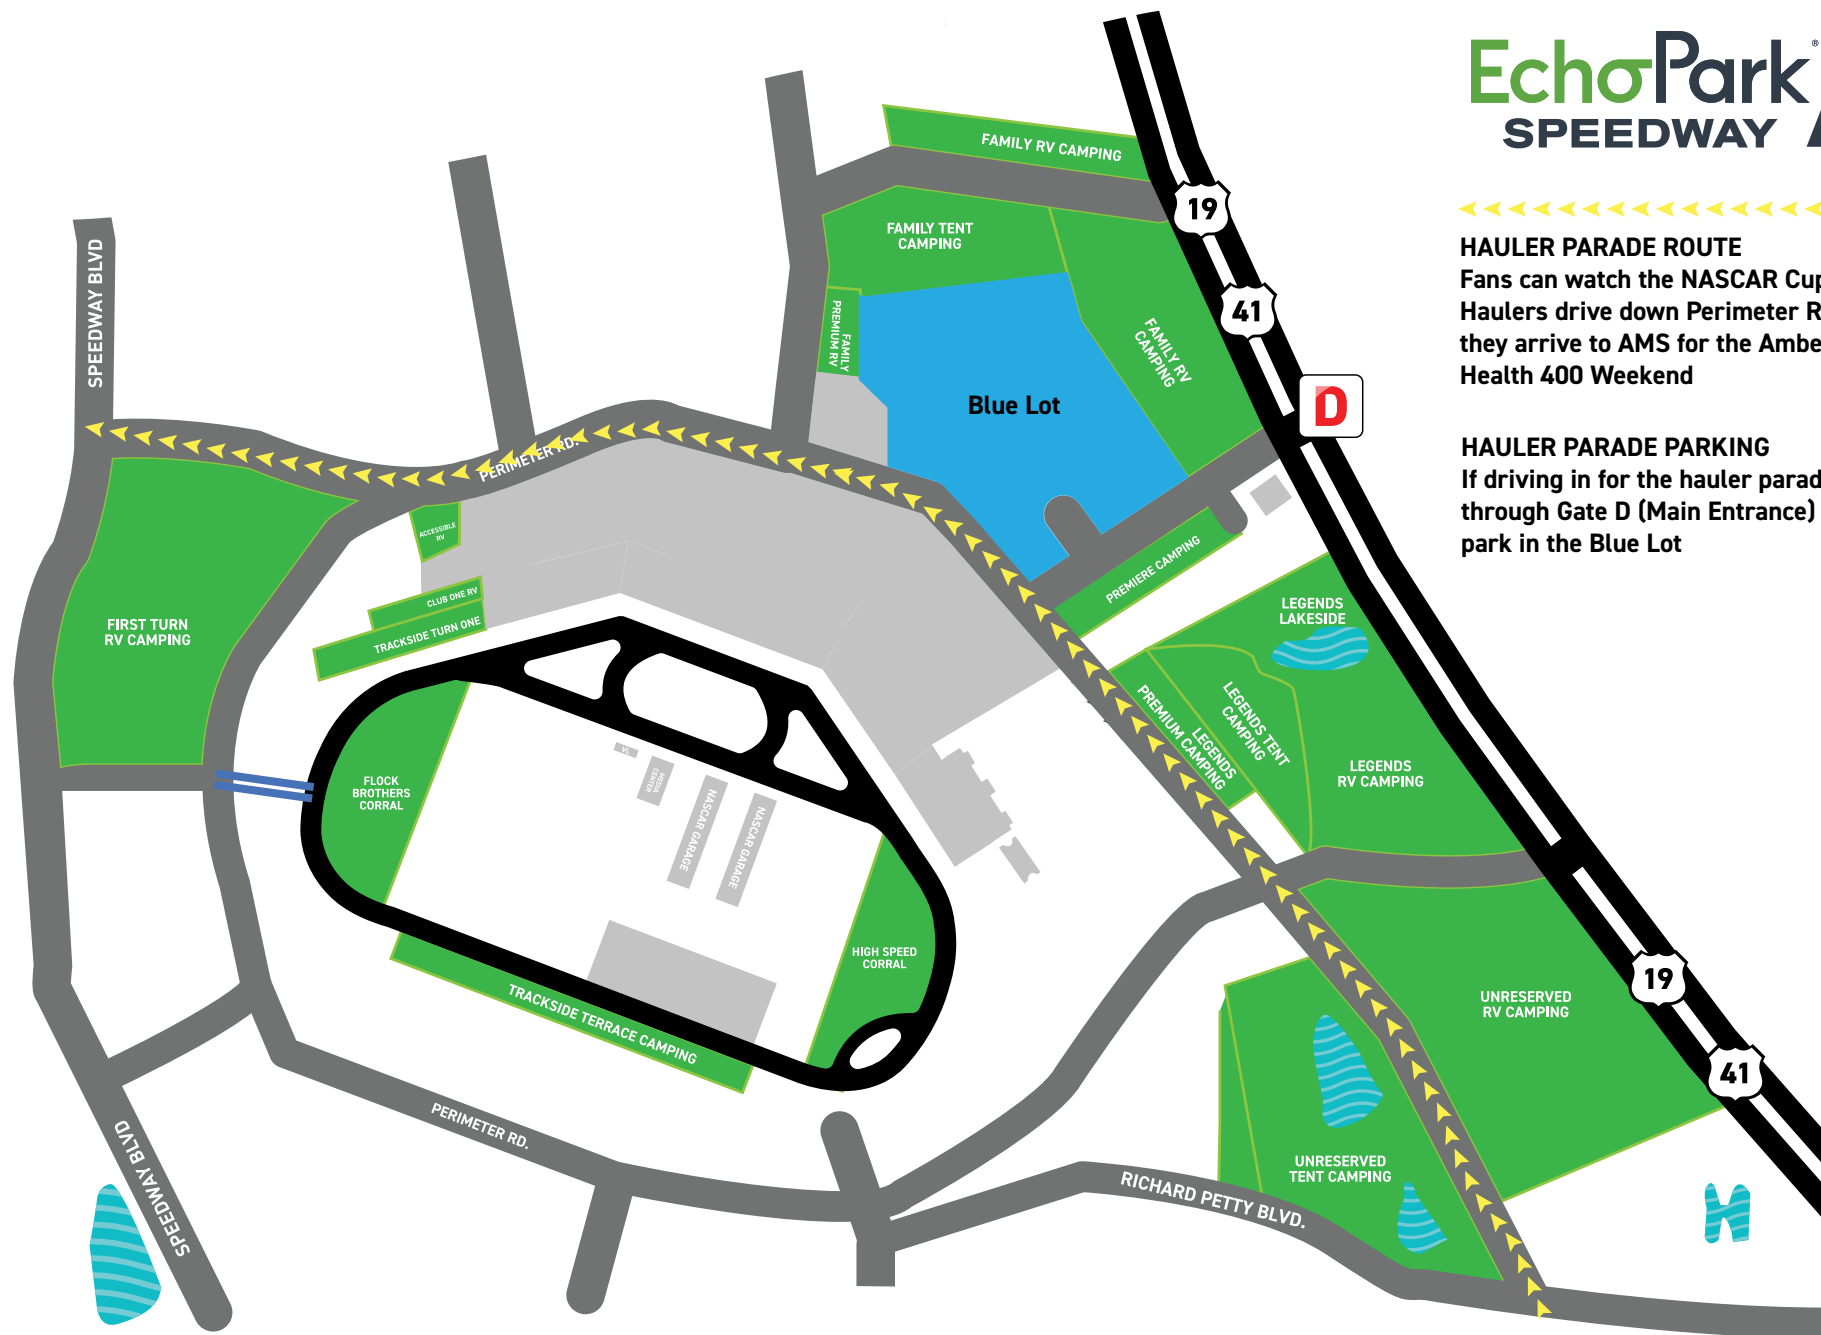 EchoPark®
SPEEDWAY
HAULER PARADE ROUTE
Fans can watch the NASCAR Cup
Haulers drive down Perimeter R
they arrive to AMS for the Ambe
Health 400 Weekend
HAULER PARADE PARKING
If driving in for the hauler parad
through Gate D (Main Entrance)
park in the Blue Lot
FAMILY RV CAMPING
19
FAMILY TENT
CAMPING
SPEEDWAY BLVD
41
FAMILY
PREMIUM RV
FAMILY RV
CAMPING
Blue Lot
D
PERIMETER RD.
ACCESSIBLE
RV
PREMIERE CAMPING
CLUB ONE RV
TRACKSIDE TURN ONE
FIRST TURN
RV CAMPING
LEGENDS
LAKESIDE
LEGENDS TENT
CAMPING
LEGENDS
PREMIUM CAMPING
LEGENDS
RV CAMPING
VL
MEDIA
CENTER
FLOCK
BROTHERS
CORRAL
NASCAR GARAGE
NASCAR GARAGE
HIGH SPEED
CORRAL
19
UNRESERVED
RV CAMPING
TRACKSIDE TERRACE CAMPING
41
PERIMETER RD.
SPEEDWAY BLVD
UNRESERVED
TENT CAMPING
RICHARD PETTY BLVD.